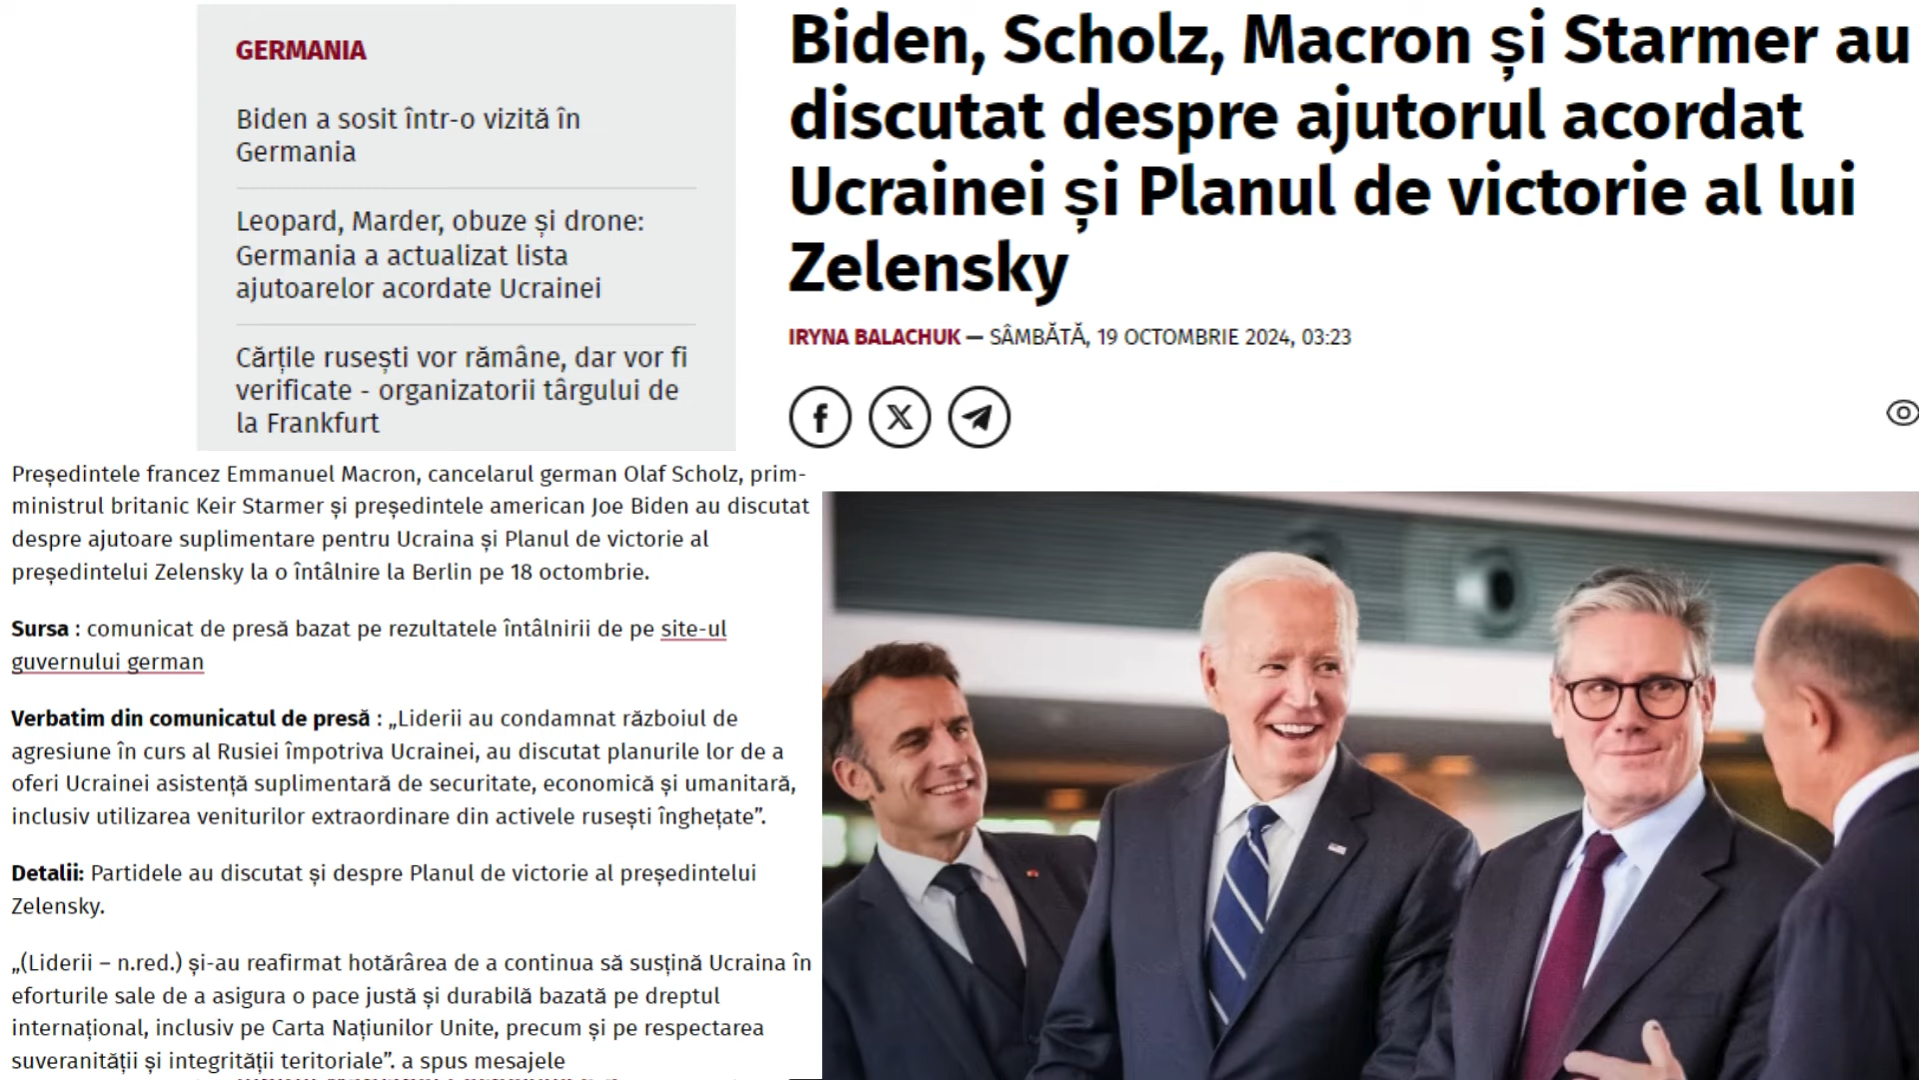 GERMANIA
Biden a sosit într-o vizită în
Germania
Leopard, Marder, obuze și drone:
Germania a actualizat lista
ajutoarelor acordate Ucrainei
Cărțile rusești vor rămâne, dar vor fi
verificate - organizatorii târgului de
la Frankfurt
Biden, Scholz, Macron și Starmer au
discutat despre ajutorul acordat
Ucrainei și Planul de victorie al lui
Zelensky
IRYNA BALACHUK — SÂMBĂTĂ, 19 OCTOMBRIE 2024, 03:23
Președintele francez Emmanuel Macron, cancelarul german Olaf Scholz, prim-
ministrul britanic Keir Starmer și președintele american Joe Biden au discutat
despre ajutoare suplimentare pentru Ucraina și Planul de victorie al
președintelui Zelensky la o întâlnire la Berlin pe 18 octombrie.
Sursa : comunicat de presă bazat pe rezultatele întâlnirii de pe site-ul
guvernului german
Verbatim din comunicatul de presă : „Liderii au condamnat războiul de
agresiune în curs al Rusiei împotriva Ucrainei, au discutat planurile lor de a
oferi Ucrainei asistență suplimentară de securitate, economică și umanitară,
inclusiv utilizarea veniturilor extraordinare din activele rusești înghețate”.
Detalii: Partidele au discutat și despre Planul de victorie al președintelui
Zelensky.
„(Liderii – n.red.) și-au reafirmat hotărârea de a continua să susțină Ucraina în
eforturile sale de a asigura o pace justă și durabilă bazată pe dreptul
internațional, inclusiv pe Carta Națiunilor Unite, precum și pe respectarea
suveranității și integrității teritoriale”. a spus mesajele